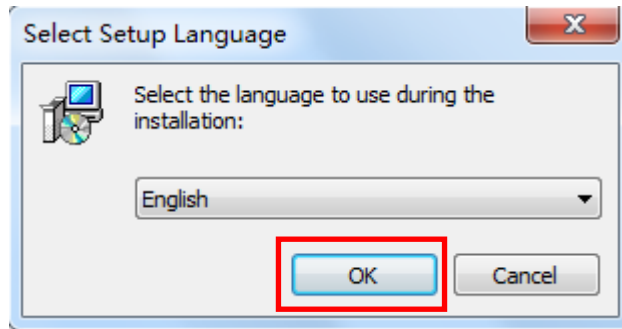 Select Setup Language
Select the language to use during the
installation:
English
OK
Cancel